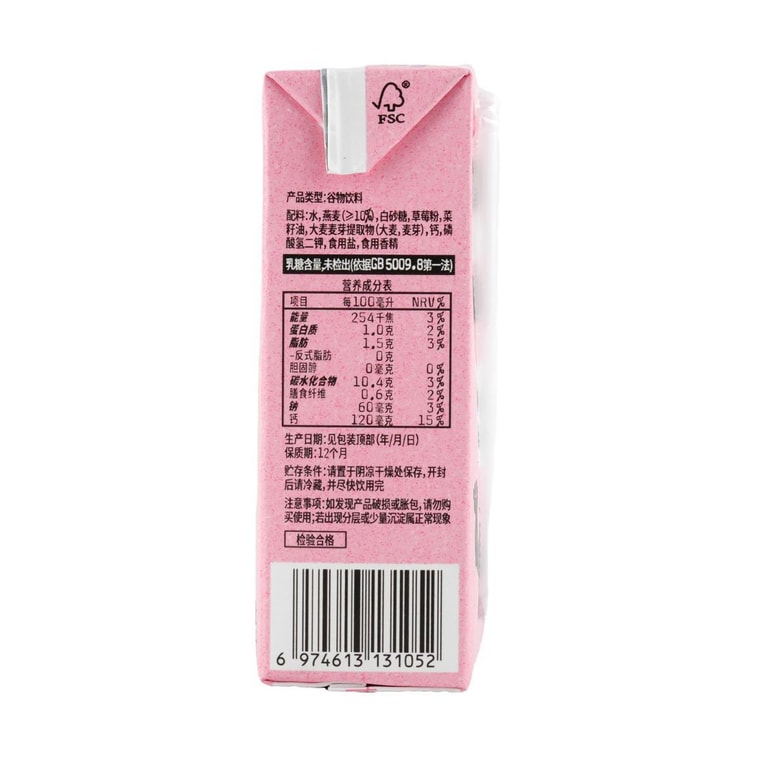 FSC®
产品类型:谷物饮料
配料:水,燕麦(≥10%),白砂糖,草莓粉,菜
籽油,大麦麦芽提取物(大麦,麦芽),钙,磷
酸氢二钾,食用盐,食用香精
乳糖含量,未检出(依据GB 5009.8第一法)
营养成分表
项目 每100毫升 NRV%
能量 254千焦 3%
蛋白质 1.0克 2%
脂肪 1.5克 3%
-反式脂肪 0克
胆固醇 0毫克 0%
碳水化合物 10.4克 3%
膳食纤维 0.6克 2%
钠 60毫克 3%
钙 120毫克 15%
生产日期:见包装顶部(年/月/日)
保质期:12个月
贮存条件:请置于阴凉干燥处保存,开封
后请冷藏,并尽快饮用完
注意事项:如发现产品破损或胀包,请勿购
买使用;若出现分层或少量沉淀属正常现象
检验合格
6 974613 131052